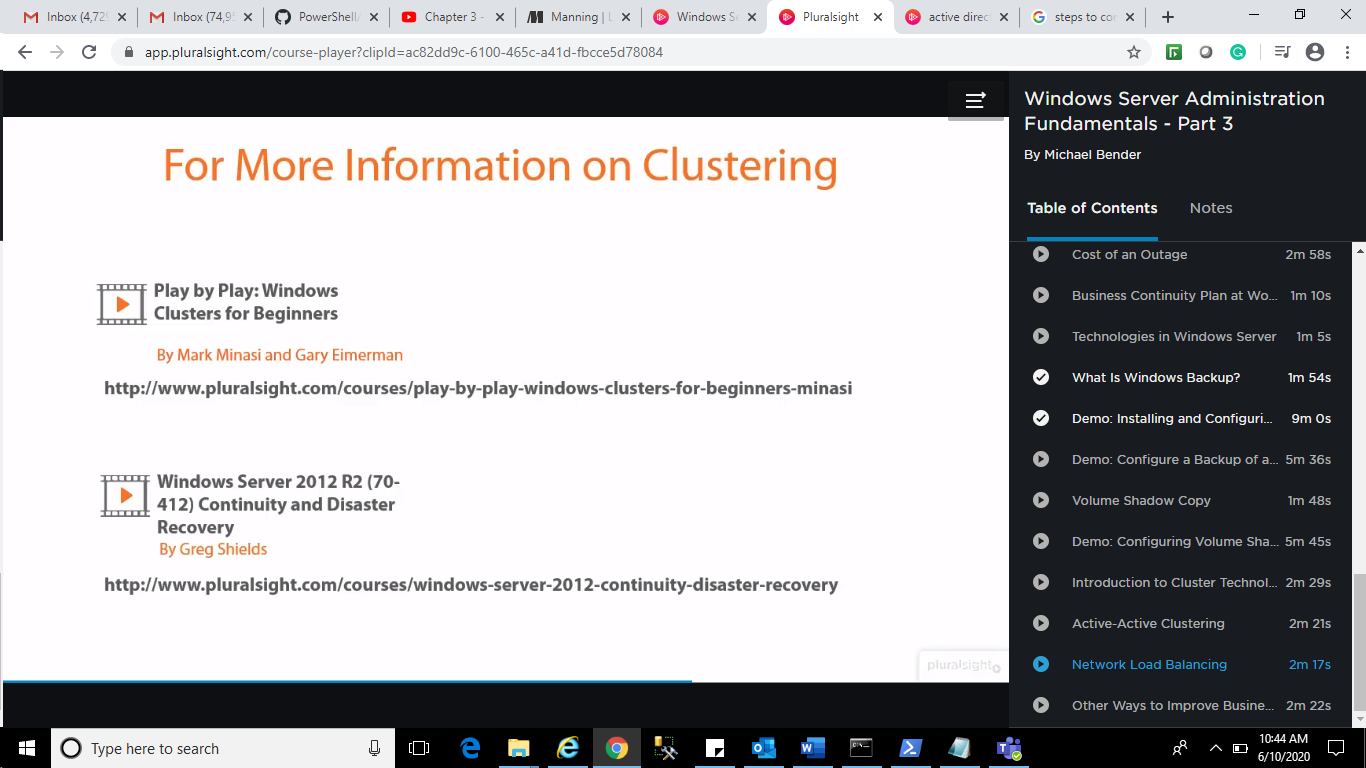 Inbox (4,729
Inbox (74,95
PowerShell/
Chapter 3 -
Manning | L
Windows Se
Pluralsight
active direc
steps to cor
app.pluralsight.com/course-player?clipId=ac82dd9c-6100-465c-a41d-fbcce5d78084
For More Information on Clustering
Play by Play: Windows
Clusters for Beginners
By Mark Minasi and Gary Eimerman
http://www.pluralsight.com/courses/play-by-play-windows-clusters-for-beginners-minasi
Windows Server 2012 R2 (70-
412) Continuity and Disaster
Recovery
By Greg Shields
http://www.pluralsight.com/courses/windows-server-2012-continuity-disaster-recovery
pluralsight
Windows Server Administration
Fundamentals - Part 3
By Michael Bender
Table of Contents Notes
Cost of an Outage 2m 58s
Business Continuity Plan at Wo... 1m 10s
Technologies in Windows Server 1m 5s
What Is Windows Backup? 1m 54s
Demo: Installing and Configuri... 9m 0s
Demo: Configure a Backup of a... 5m 36s
Volume Shadow Copy 1m 48s
Demo: Configuring Volume Sha... 5m 45s
Introduction to Cluster Technol... 2m 29s
Active-Active Clustering 2m 21s
Network Load Balancing 2m 17s
Other Ways to Improve Busine... 2m 22s
Type here to search
10:44 AM
6/10/2020